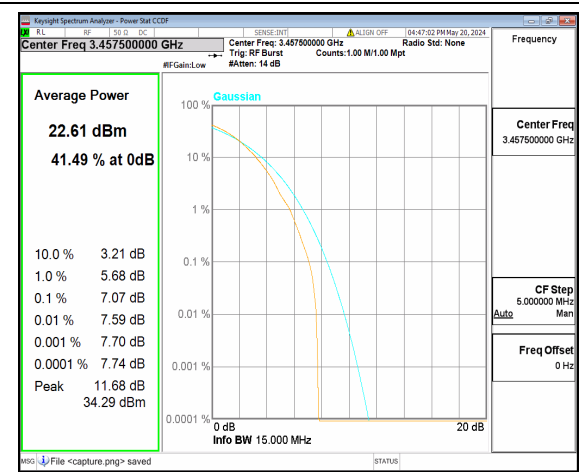 Keysight Spectrum Analyzer - Power Stat CCDF
RL RF 50 Ω DC SENSE:INT ALIGN OFF 04:47:02 PM May 20, 2024
Center Freq 3.457500000 GHz
Center Freq: 3.457500000 GHz Radio Std: None
Trig: RF Burst Counts:1.00 M/1.00 Mpt
#IFGain:Low #Atten: 14 dB
Frequency
Average Power
22.61 dBm
41.49 % at 0dB
10.0 % 3.21 dB
1.0 % 5.68 dB
0.1 % 7.07 dB
0.01 % 7.59 dB
0.001 % 7.70 dB
0.0001 % 7.74 dB
Peak 11.68 dB
34.29 dBm
Gaussian
100 %
10 %
1 %
0.1 %
0.01 %
0.001 %
0.0001 %
0 dB 20 dB
Info BW 15.000 MHz
Center Freq
3.457500000 GHz
CF Step
5.000000 MHz
Auto Man
Freq Offset
0 Hz
MSG File <capture.png> saved STATUS